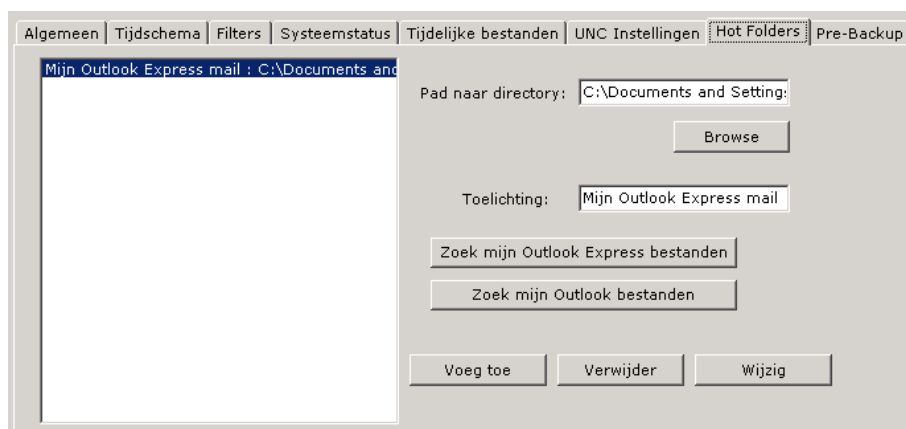 Algemeen Tijdschema Filters Systeemstatus Tijdelijke bestanden UNC Instellingen Hot Folders Pre-Backup
Mijn Outlook Express mail : C:\Documents and
Pad naar directory: C:\Documents and Setting
Browse
Toelichting: Mijn Outlook Express mail
Zoek mijn Outlook Express bestanden
Zoek mijn Outlook bestanden
Voeg toe Verwijder Wijzig